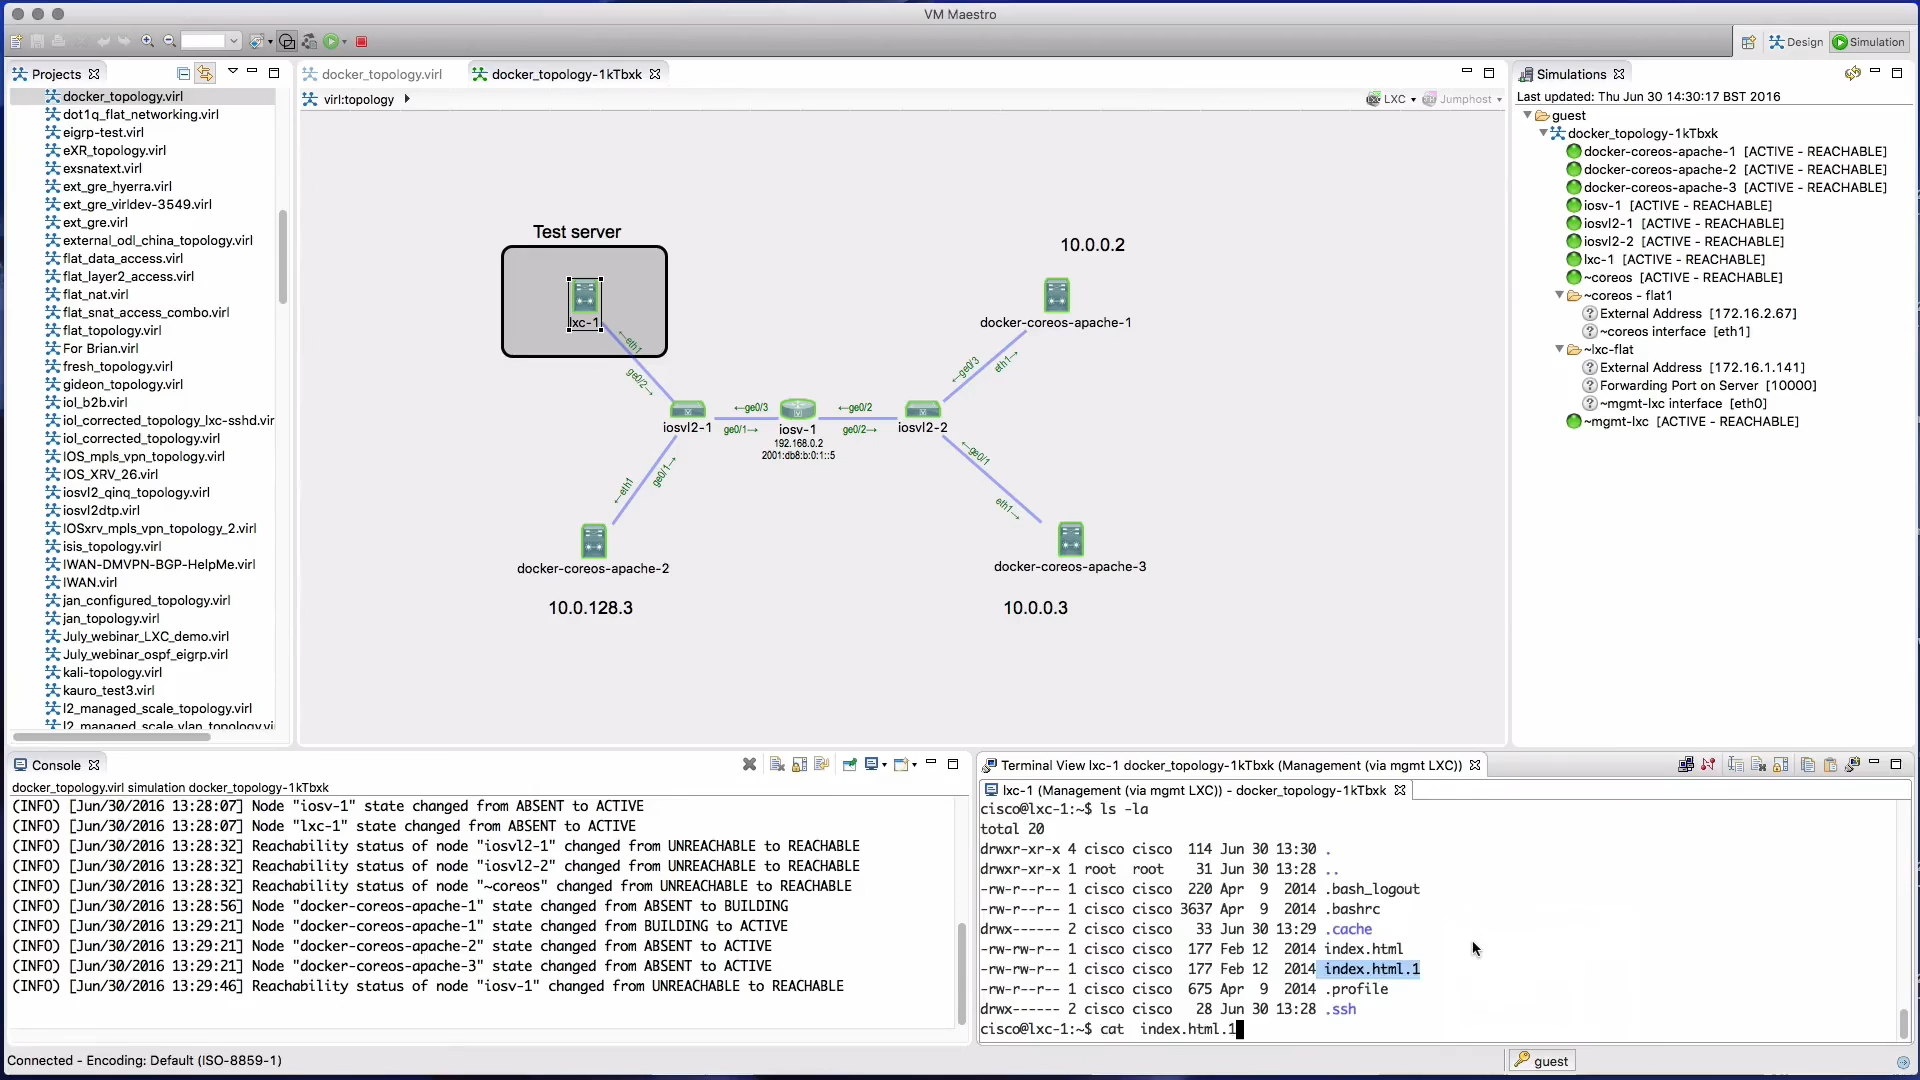 VM Maestro
Design
Simulation
Projects
docker_topology.virl
dot1q_flat_networking.virl
eigrp-test.virl
eXR_topology.virl
exsnatext.virl
ext_gre_hyerra.virl
ext_gre_virldev-3549.virl
ext_gre.virl
external_odl_china_topology.virl
flat_data_access.virl
flat_layer2_access.virl
flat_nat.virl
flat_snat_access_combo.virl
flat_topology.virl
For Brian.virl
fresh_topology.virl
gideon_topology.virl
iol_b2b.virl
iol_corrected_topology_lxc-sshd.vir
iol_corrected_topology.virl
IOS_mpls_vpn_topology.virl
IOS_XRV_26.virl
iosvl2_qinq_topology.virl
iosvl2dtp.virl
IOSxrv_mpls_vpn_topology_2.virl
isis_topology.virl
IWAN-DMVPN-BGP-HelpMe.virl
IWAN.virl
jan_configured_topology.virl
jan_topology.virl
July_webinar_LXC_demo.virl
July_webinar_ospf_eigrp.virl
kali-topology.virl
kauro_test3.virl
l2_managed_scale_topology.virl
l2_managed_scale_vlan_topology.vi
docker_topology.virl
docker_topology-1kTbxk
virl:topology
LXC
Jumphost
Test server
lxc-1
←eth1
ge0/2→
10.0.0.2
docker-coreos-apache-1
←ge0/3
eth1→
iosvl2-1
←ge0/3
ge0/1→
iosv-1
192.168.0.2
2001:db8:b:0:1::5
←ge0/2
ge0/2→
iosvl2-2
←eth1
ge0/1→
←ge0/1
eth1→
docker-coreos-apache-2
10.0.128.3
docker-coreos-apache-3
10.0.0.3
Simulations
Last updated: Thu Jun 30 14:30:17 BST 2016
guest
docker_topology-1kTbxk
docker-coreos-apache-1 [ACTIVE - REACHABLE]
docker-coreos-apache-2 [ACTIVE - REACHABLE]
docker-coreos-apache-3 [ACTIVE - REACHABLE]
iosv-1 [ACTIVE - REACHABLE]
iosvl2-1 [ACTIVE - REACHABLE]
iosvl2-2 [ACTIVE - REACHABLE]
lxc-1 [ACTIVE - REACHABLE]
~coreos [ACTIVE - REACHABLE]
~coreos - flat1
External Address [172.16.2.67]
~coreos interface [eth1]
~lxc-flat
External Address [172.16.1.141]
Forwarding Port on Server [10000]
~mgmt-lxc interface [eth0]
~mgmt-lxc [ACTIVE - REACHABLE]
Console
docker_topology.virl simulation docker_topology-1kTbxk
(INFO) [Jun/30/2016 13:28:07] Node "iosv-1" state changed from ABSENT to ACTIVE
(INFO) [Jun/30/2016 13:28:07] Node "lxc-1" state changed from ABSENT to ACTIVE
(INFO) [Jun/30/2016 13:28:32] Reachability status of node "iosvl2-1" changed from UNREACHABLE to REACHABLE
(INFO) [Jun/30/2016 13:28:32] Reachability status of node "iosvl2-2" changed from UNREACHABLE to REACHABLE
(INFO) [Jun/30/2016 13:28:32] Reachability status of node "~coreos" changed from UNREACHABLE to REACHABLE
(INFO) [Jun/30/2016 13:28:56] Node "docker-coreos-apache-1" state changed from ABSENT to BUILDING
(INFO) [Jun/30/2016 13:29:21] Node "docker-coreos-apache-1" state changed from BUILDING to ACTIVE
(INFO) [Jun/30/2016 13:29:21] Node "docker-coreos-apache-2" state changed from ABSENT to ACTIVE
(INFO) [Jun/30/2016 13:29:21] Node "docker-coreos-apache-3" state changed from ABSENT to ACTIVE
(INFO) [Jun/30/2016 13:29:46] Reachability status of node "iosv-1" changed from UNREACHABLE to REACHABLE
Terminal View lxc-1 docker_topology-1kTbxk (Management (via mgmt LXC))
lxc-1 (Management (via mgmt LXC)) - docker_topology-1kTbxk
cisco@lxc-1:~$ ls -la
total 20
drwxr-xr-x 4 cisco cisco 114 Jun 30 13:30 .
drwxr-xr-x 1 root root 31 Jun 30 13:28 ..
-rw-r--r-- 1 cisco cisco 220 Apr 9 2014 .bash_logout
-rw-r--r-- 1 cisco cisco 3637 Apr 9 2014 .bashrc
drwx------ 2 cisco cisco 33 Jun 30 13:29 .cache
-rw-rw-r-- 1 cisco cisco 177 Feb 12 2014 index.html
-rw-rw-r-- 1 cisco cisco 177 Feb 12 2014 index.html.1
-rw-r--r-- 1 cisco cisco 675 Apr 9 2014 .profile
drwx------ 2 cisco cisco 28 Jun 30 13:28 .ssh
cisco@lxc-1:~$ cat index.html.1
Connected - Encoding: Default (ISO-8859-1)
guest